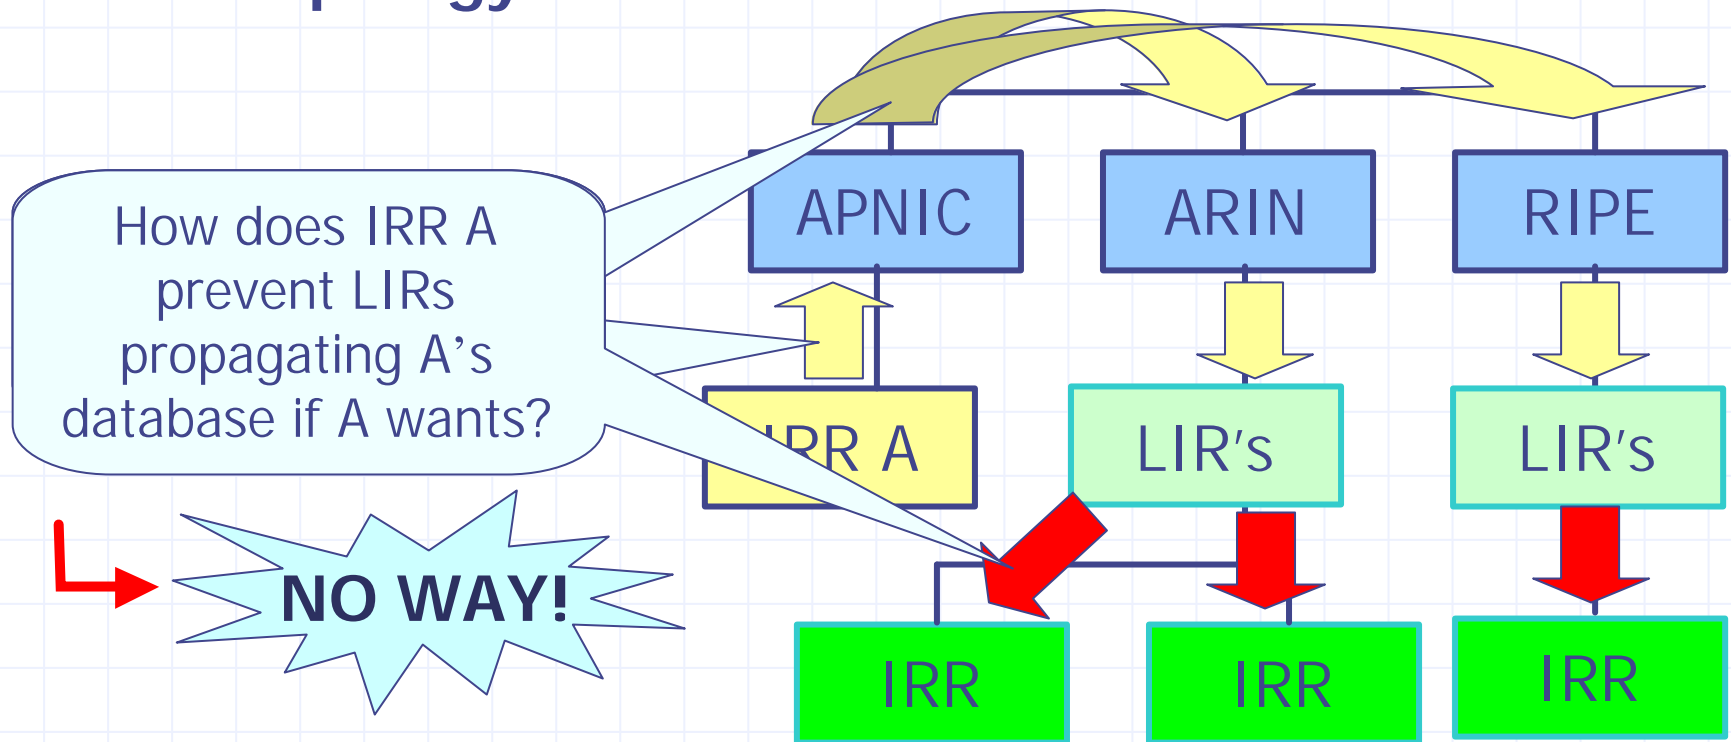 APNIC
ARIN
RIPE
How does IRR A
prevent LIRs
propagating A's
database if A wants?
IRR A
LIR's
LIR's
NO WAY!
IRR
IRR
IRR